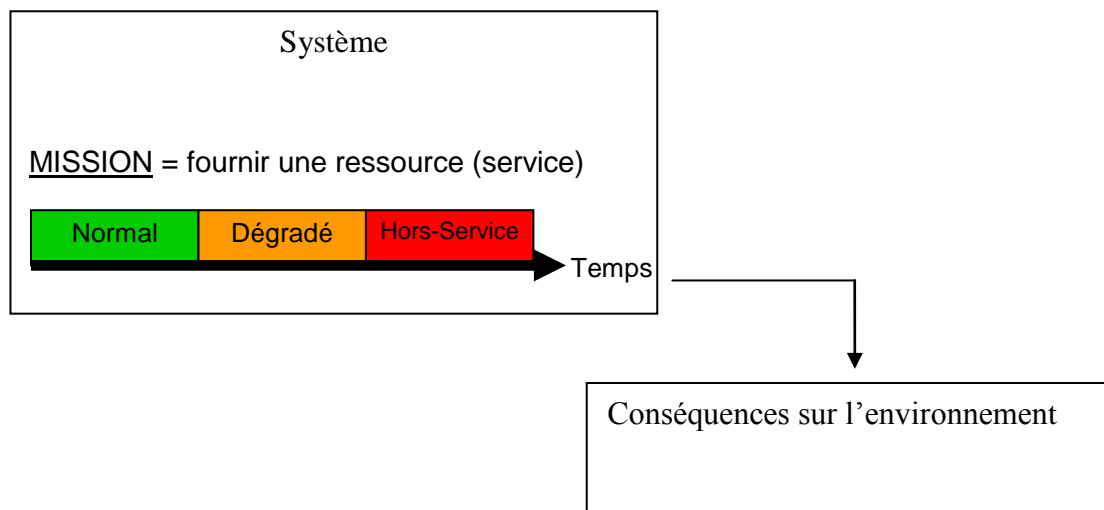 Système
MISSION = fournir une ressource (service)
Normal Dégradé Hors-Service
Temps
Conséquences sur l’environnement